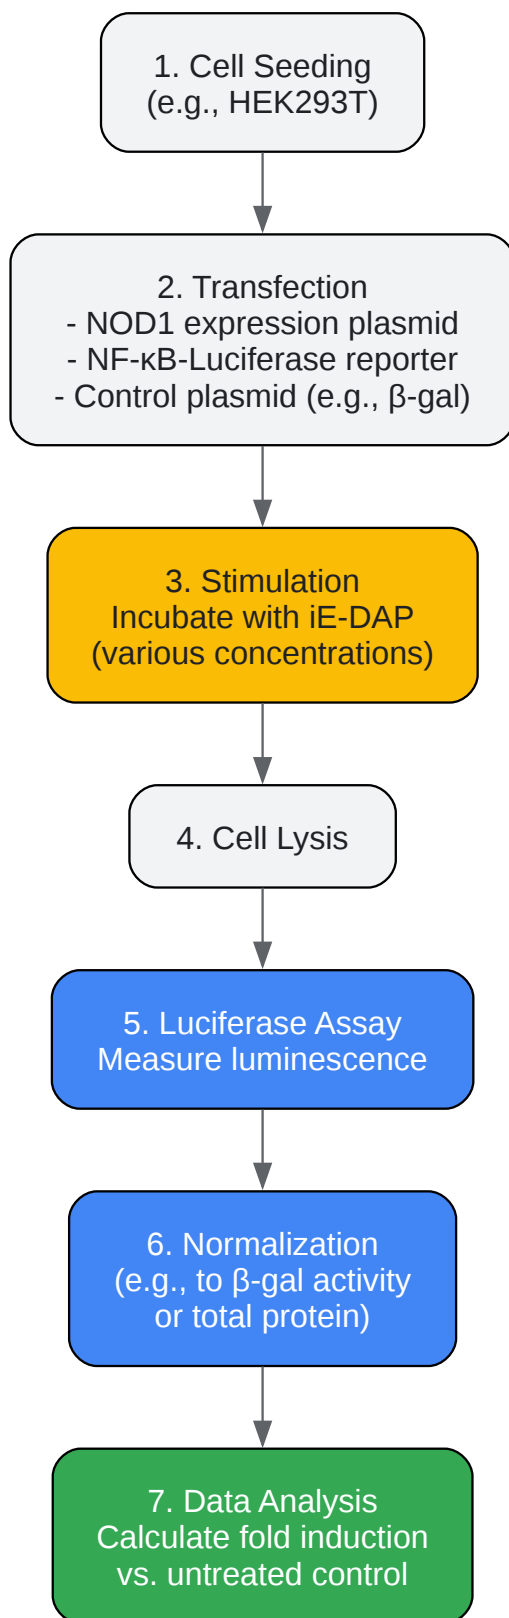 1. Cell Seeding
(e.g., HEK293T)
2. Transfection
- NOD1 expression plasmid
- NF-κB-Luciferase reporter
- Control plasmid (e.g., β-gal)
3. Stimulation
Incubate with iE-DAP
(various concentrations)
4. Cell Lysis
5. Luciferase Assay
Measure luminescence
6. Normalization
(e.g., to β-gal activity
or total protein)
7. Data Analysis
Calculate fold induction
vs. untreated control